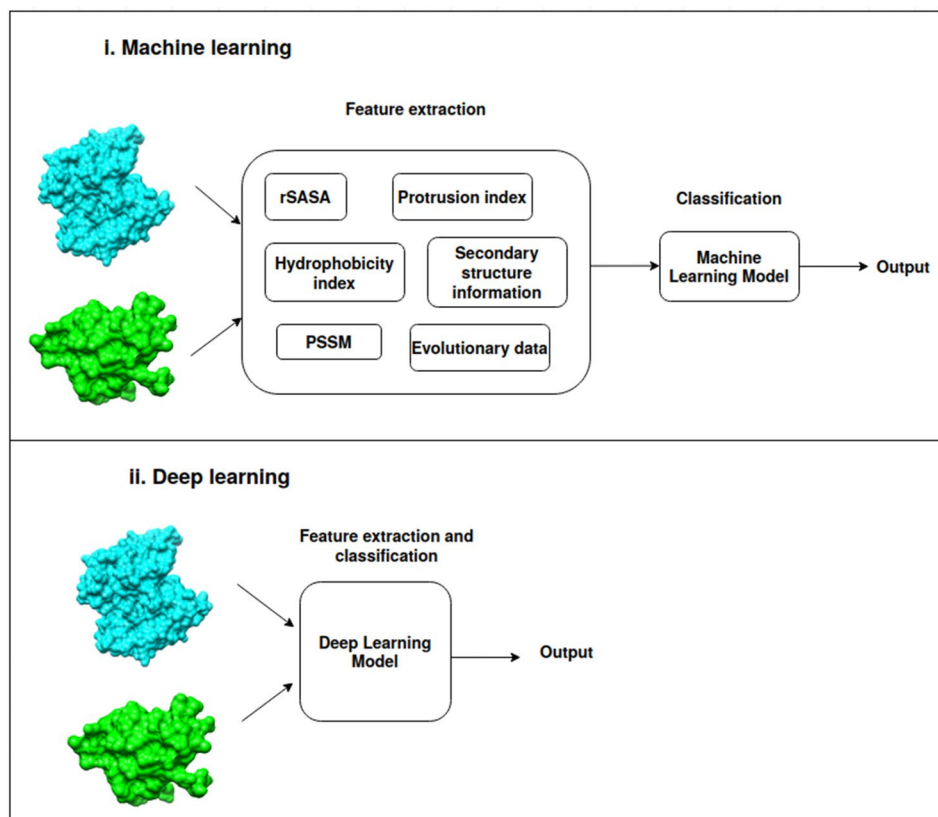 i. Machine learning
Feature extraction
rSASA
Protrusion index
Hydrophobicity
index
Secondary
structure
information
PSSM
Evolutionary data
Classification
Machine
Learning Model
Output
ii. Deep learning
Feature extraction and
classification
Deep Learning
Model
Output